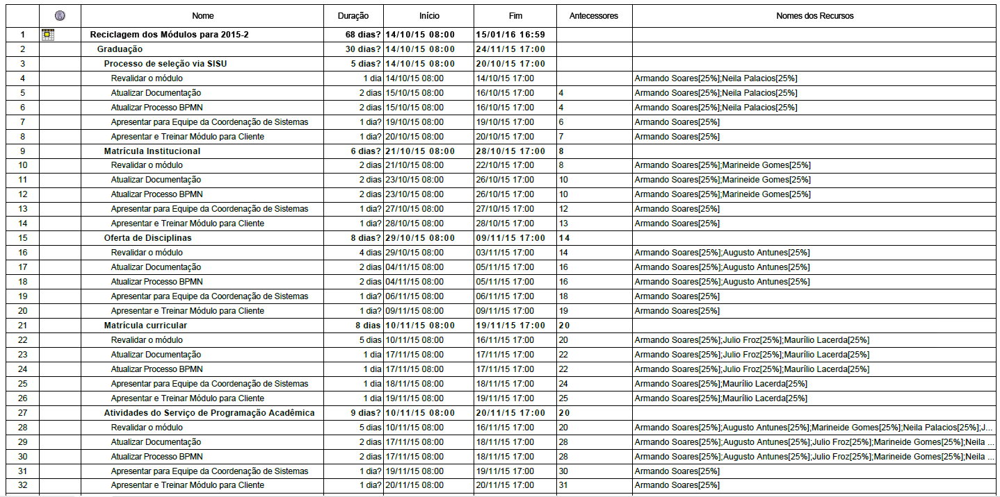 Nome Duração Início Fim Antecessores Nomes dos Recursos
1 Reciclagem dos Módulos para 2015-2 68 dias? 14/10/15 08:00 15/01/16 16:59
2 Graduação 30 dias? 14/10/15 08:00 24/11/15 17:00
3 Processo de seleção via SISU 5 dias? 14/10/15 08:00 20/10/15 17:00
4 Revalidar o módulo 1 dia 14/10/15 08:00 14/10/15 17:00 Armando Soares[25%];Neila Palacios[25%]
5 Atualizar Documentação 2 dias 15/10/15 08:00 16/10/15 17:00 4 Armando Soares[25%];Neila Palacios[25%]
6 Atualizar Processo BPMN 2 dias 15/10/15 08:00 16/10/15 17:00 4 Armando Soares[25%];Neila Palacios[25%]
7 Apresentar para Equipe da Coordenação de Sistemas 1 dia? 19/10/15 08:00 19/10/15 17:00 6 Armando Soares[25%]
8 Apresentar e Treinar Módulo para Cliente 1 dia? 20/10/15 08:00 20/10/15 17:00 7 Armando Soares[25%]
9 Matrícula Institucional 6 dias? 21/10/15 08:00 28/10/15 17:00 8
10 Revalidar o módulo 2 dias 21/10/15 08:00 22/10/15 17:00 8 Armando Soares[25%];Marineide Gomes[25%]
11 Atualizar Documentação 2 dias 23/10/15 08:00 26/10/15 17:00 10 Armando Soares[25%];Marineide Gomes[25%]
12 Atualizar Processo BPMN 2 dias 23/10/15 08:00 26/10/15 17:00 10 Armando Soares[25%];Marineide Gomes[25%]
13 Apresentar para Equipe da Coordenação de Sistemas 1 dia? 27/10/15 08:00 27/10/15 17:00 12 Armando Soares[25%]
14 Apresentar e Treinar Módulo para Cliente 1 dia? 28/10/15 08:00 28/10/15 17:00 13 Armando Soares[25%]
15 Oferta de Disciplinas 8 dias? 29/10/15 08:00 09/11/15 17:00 14
16 Revalidar o módulo 4 dias 29/10/15 08:00 03/11/15 17:00 14 Armando Soares[25%];Augusto Antunes[25%]
17 Atualizar Documentação 2 dias 04/11/15 08:00 05/11/15 17:00 16 Armando Soares[25%];Augusto Antunes[25%]
18 Atualizar Processo BPMN 2 dias 04/11/15 08:00 05/11/15 17:00 16 Armando Soares[25%];Augusto Antunes[25%]
19 Apresentar para Equipe da Coordenação de Sistemas 1 dia? 06/11/15 08:00 06/11/15 17:00 18 Armando Soares[25%]
20 Apresentar e Treinar Módulo para Cliente 1 dia? 09/11/15 08:00 09/11/15 17:00 19 Armando Soares[25%]
21 Matrícula curricular 8 dias 10/11/15 08:00 19/11/15 17:00 20
22 Revalidar o módulo 5 dias 10/11/15 08:00 16/11/15 17:00 20 Armando Soares[25%];Julio Froz[25%];Maurílio Lacerda[25%]
23 Atualizar Documentação 1 dia 17/11/15 08:00 17/11/15 17:00 22 Armando Soares[25%];Julio Froz[25%];Maurílio Lacerda[25%]
24 Atualizar Processo BPMN 1 dia 17/11/15 08:00 17/11/15 17:00 22 Armando Soares[25%];Julio Froz[25%];Maurílio Lacerda[25%]
25 Apresentar para Equipe da Coordenação de Sistemas 1 dia 18/11/15 08:00 18/11/15 17:00 24 Armando Soares[25%];Maurílio Lacerda[25%]
26 Apresentar e Treinar Módulo para Cliente 1 dia 19/11/15 08:00 19/11/15 17:00 25 Armando Soares[25%];Maurílio Lacerda[25%]
27 Atividades do Serviço de Programação Acadêmica 9 dias? 10/11/15 08:00 20/11/15 17:00 20
28 Revalidar o módulo 5 dias 10/11/15 08:00 16/11/15 17:00 20 Armando Soares[25%];Augusto Antunes[25%];Marineide Gomes[25%];Neila Palacios[25%];J...
29 Atualizar Documentação 2 dias 17/11/15 08:00 18/11/15 17:00 28 Armando Soares[25%];Augusto Antunes[25%];Julio Froz[25%];Marineide Gomes[25%];Neila ...
30 Atualizar Processo BPMN 2 dias 17/11/15 08:00 18/11/15 17:00 28 Armando Soares[25%];Augusto Antunes[25%];Julio Froz[25%];Marineide Gomes[25%];Neila ...
31 Apresentar para Equipe da Coordenação de Sistemas 1 dia? 19/11/15 08:00 19/11/15 17:00 30 Armando Soares[25%]
32 Apresentar e Treinar Módulo para Cliente 1 dia? 20/11/15 08:00 20/11/15 17:00 31 Armando Soares[25%]